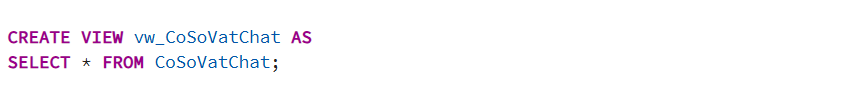 CREATE VIEW vw_CoSoVatChat AS
SELECT * FROM CoSoVatChat;